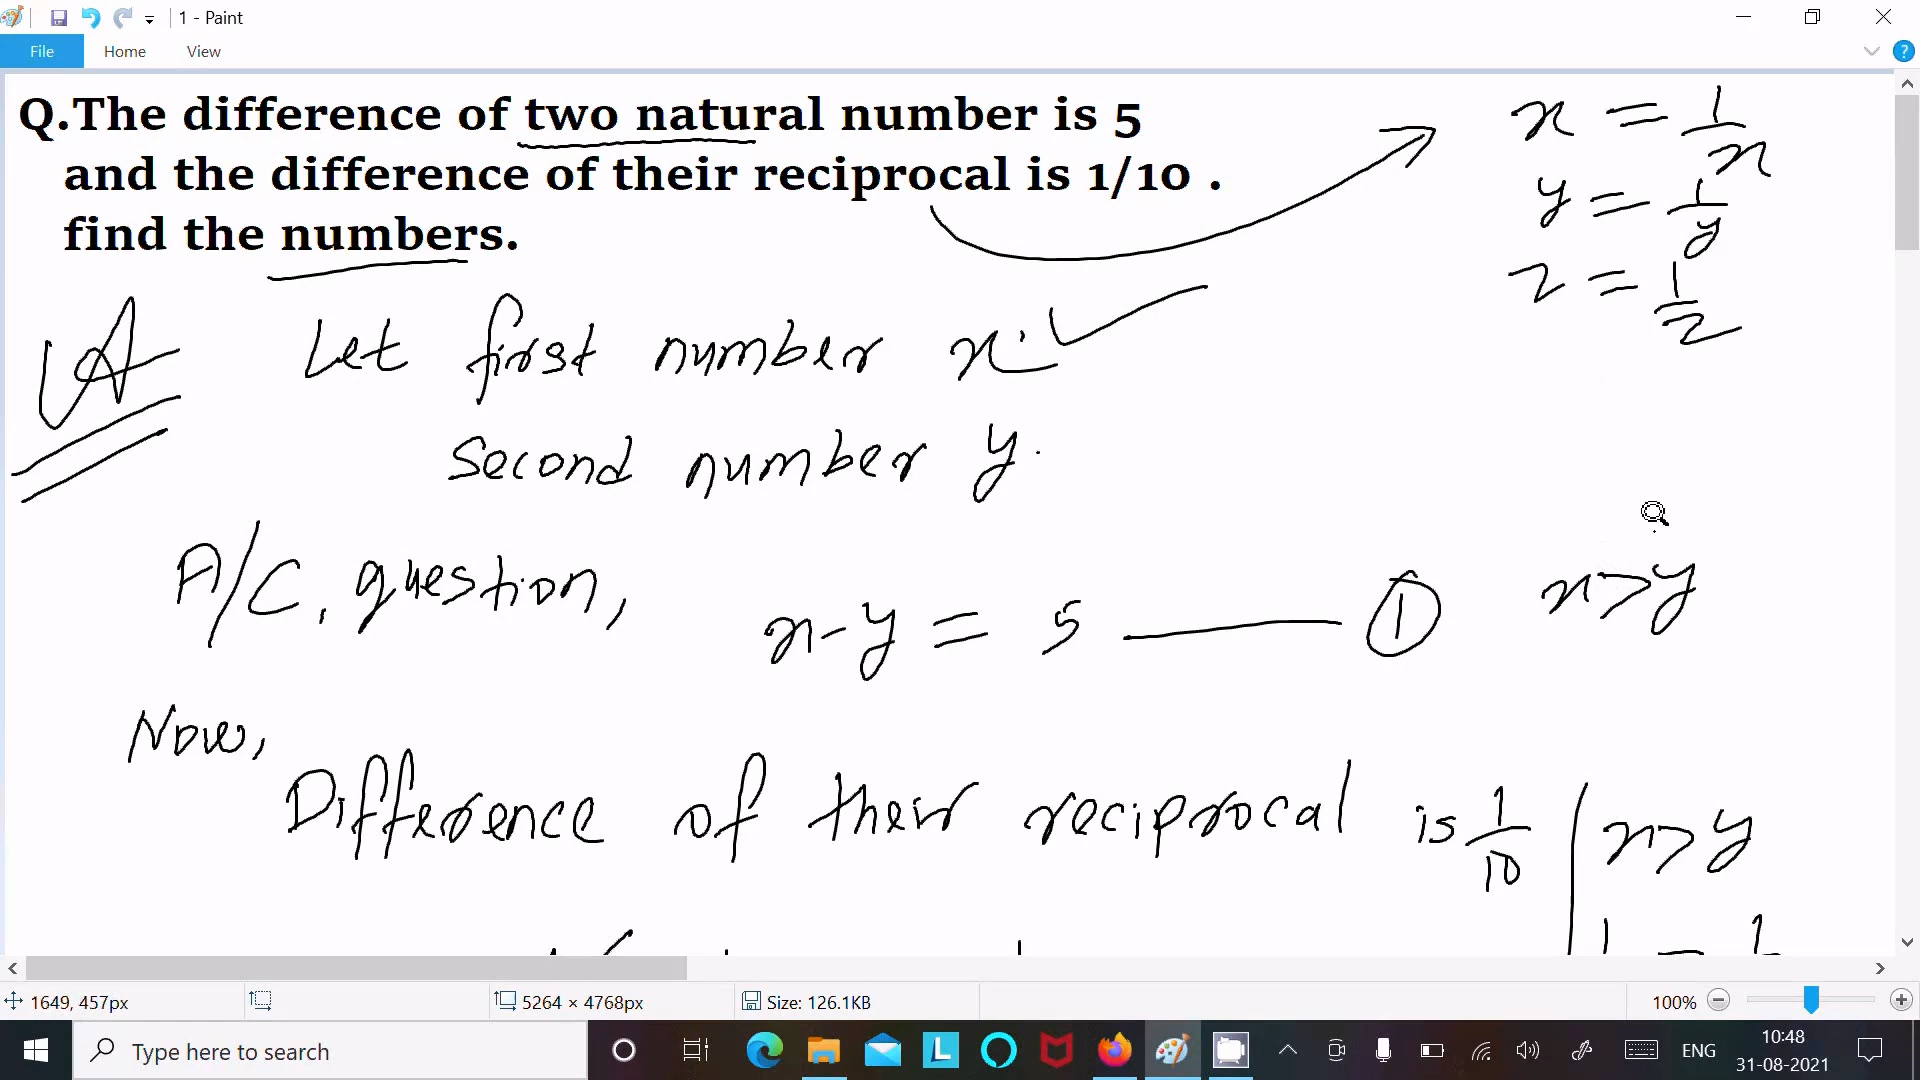 1 - Paint
File Home View
Q.The difference of two natural number is 5
and the difference of their reciprocal is 1/10 .
find the numbers.
x = 1/x
y = 1/y
z = 1/z
Let first number x.
Second number y.
A/C, question,
x - y = 5 ——— ①
x > y
Now,
Difference of their reciprocal is 1/10
x > y
1649, 457px
5264 × 4768px
Size: 126.1KB
100%
Type here to search
ENG
10:48
31-08-2021